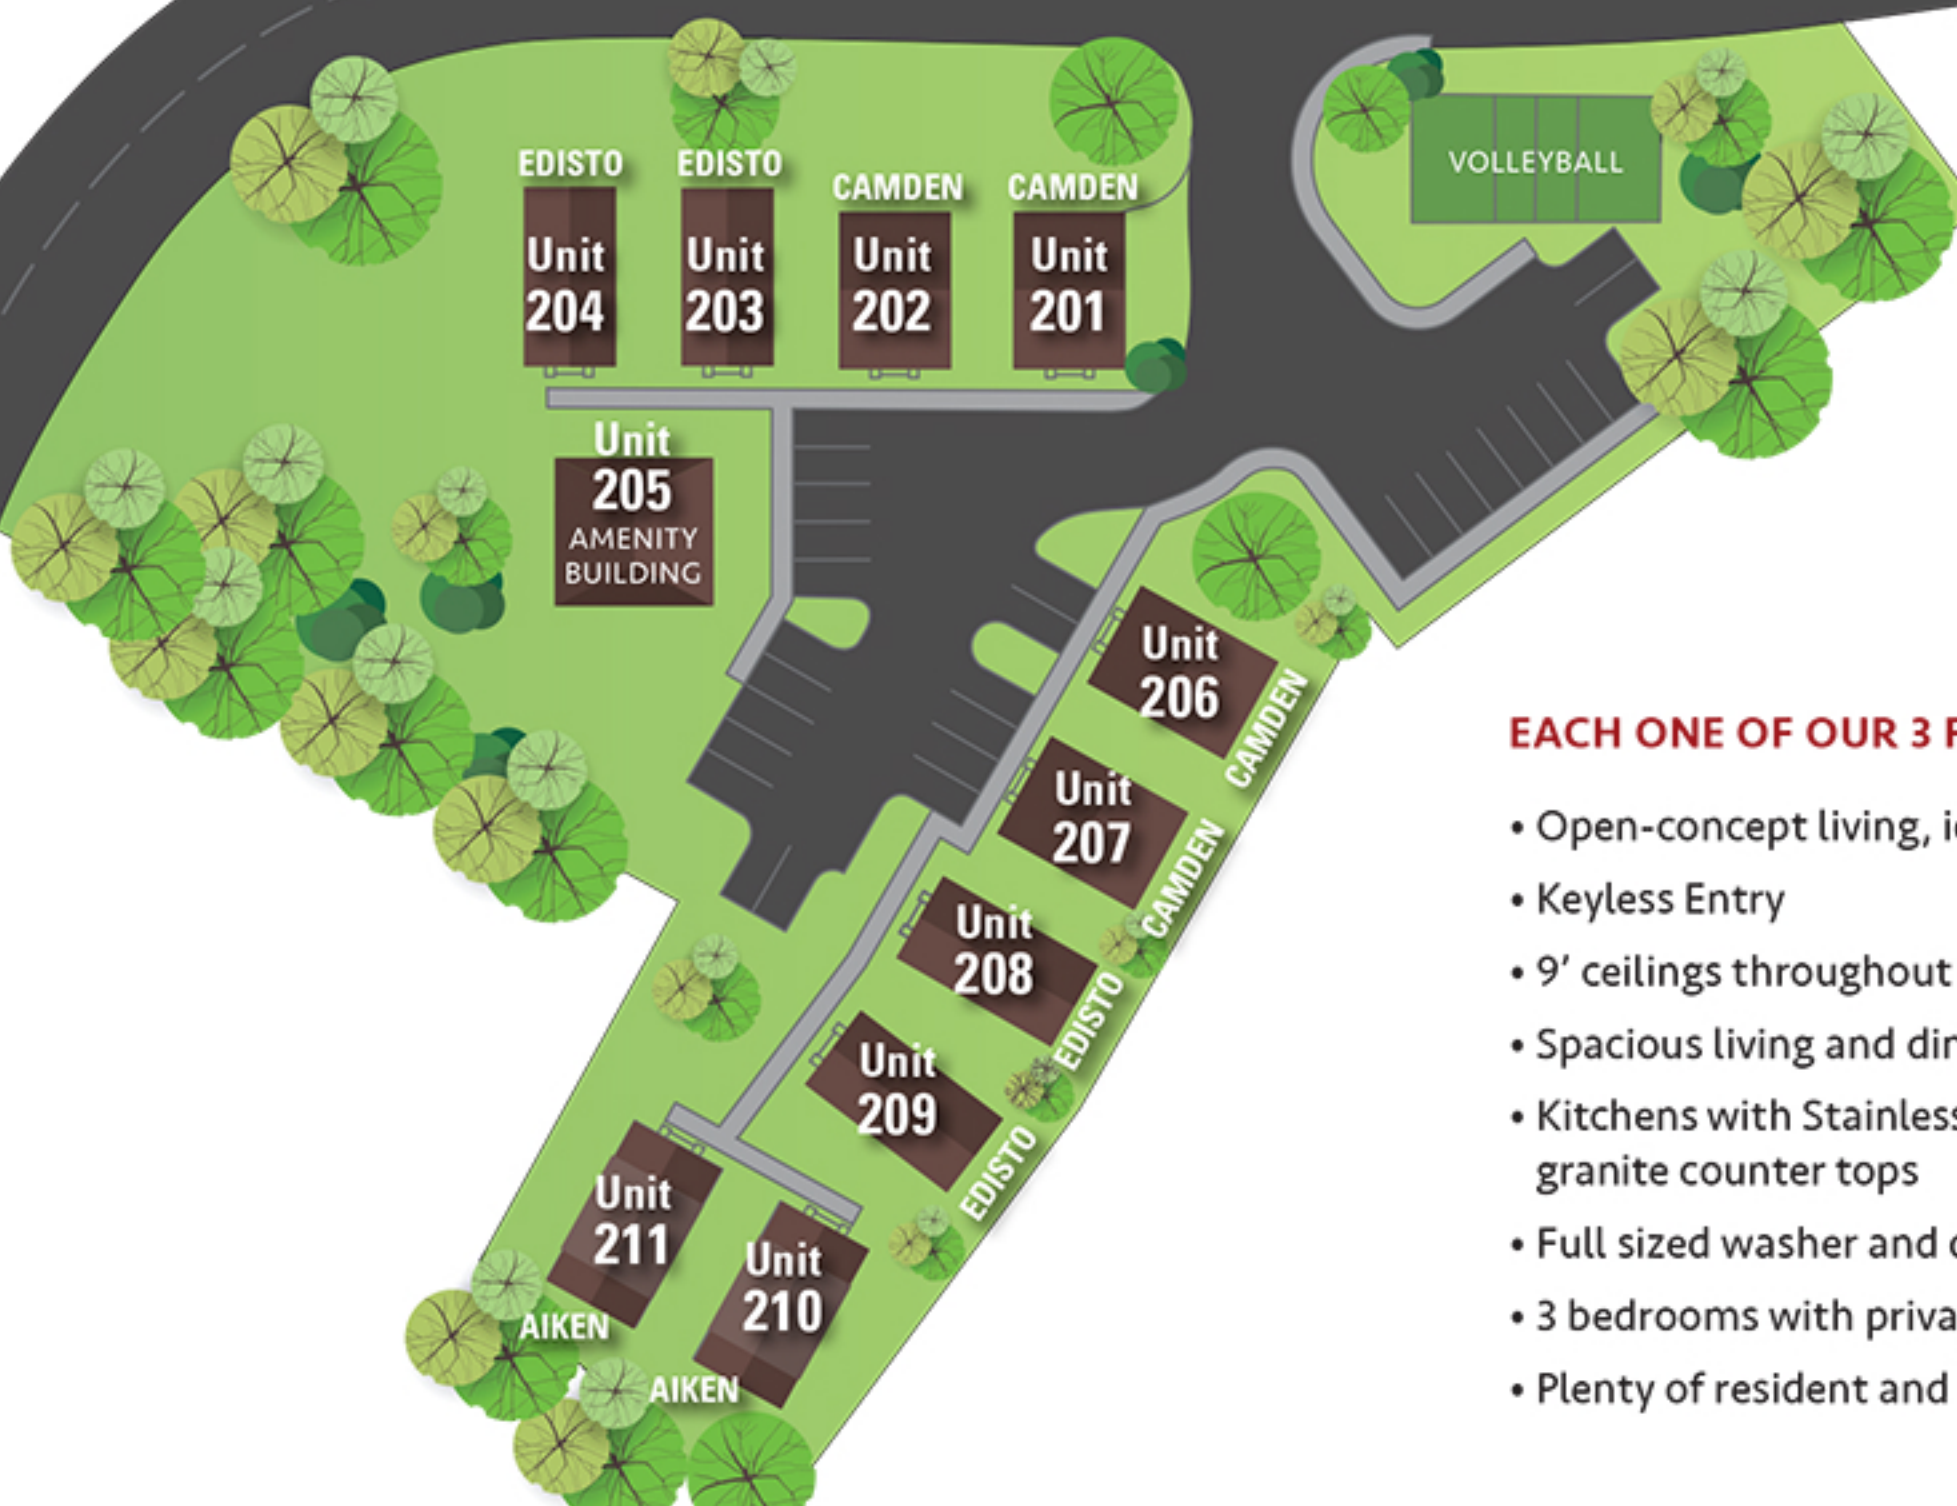 EDISTO
EDISTO
CAMDEN
CAMDEN
VOLLEYBALL
Unit
204
Unit
203
Unit
202
Unit
201
Unit
205
AMENITY
BUILDING
Unit
206
CAMDEN
Unit
207
CAMDEN
Unit
208
EDISTO
Unit
209
EDISTO
Unit
211
AIKEN
Unit
210
AIKEN
EACH ONE OF OUR 3
• Open-concept living,
• Keyless Entry
• 9’ ceilings throughout
• Spacious living and
• Kitchens with Stainless
granite counter tops
• Full sized washer and
• 3 bedrooms with
• Plenty of resident and